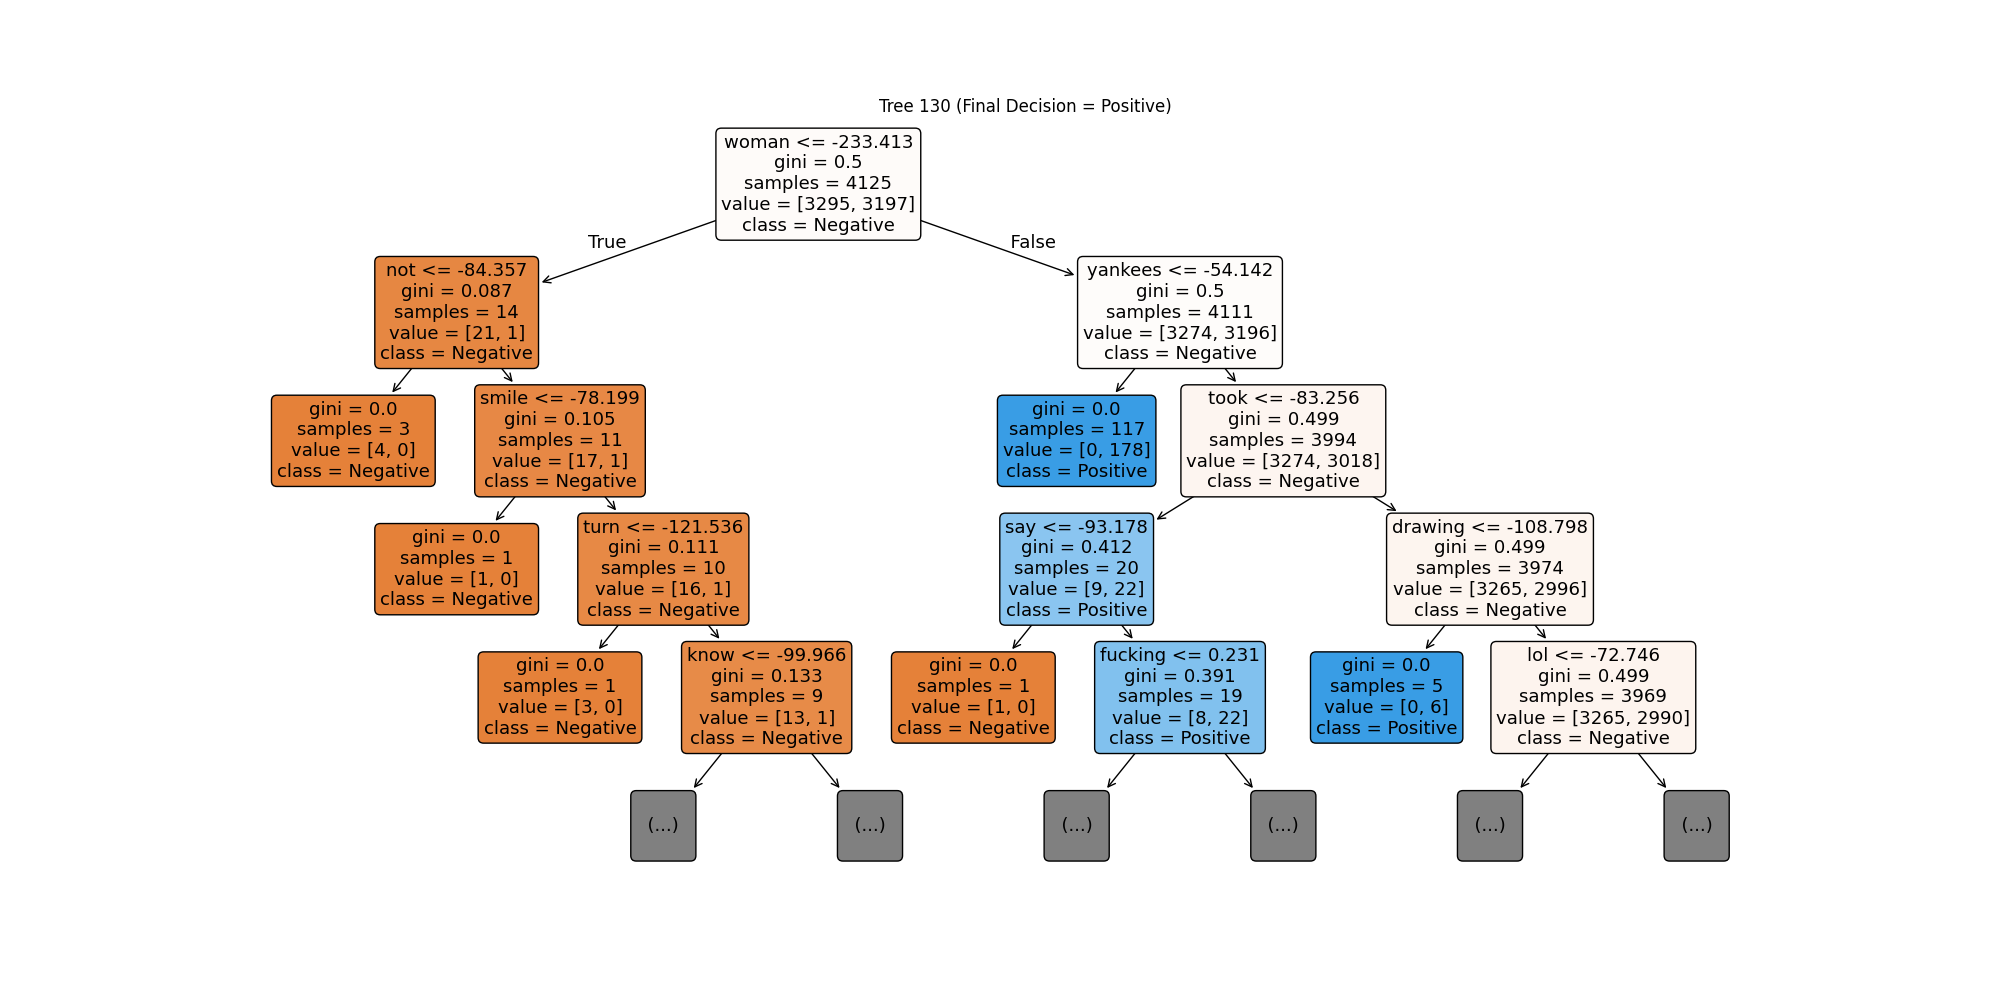 Tree 130 (Final Decision = Positive)
woman <= -233.413
gini = 0.5
samples = 4125
value = [3295, 3197]
class = Negative
True
False
not <= -84.357
gini = 0.087
samples = 14
value = [21, 1]
class = Negative
yankees <= -54.142
gini = 0.5
samples = 4111
value = [3274, 3196]
class = Negative
gini = 0.0
samples = 3
value = [4, 0]
class = Negative
smile <= -78.199
gini = 0.105
samples = 11
value = [17, 1]
class = Negative
gini = 0.0
samples = 117
value = [0, 178]
class = Positive
took <= -83.256
gini = 0.499
samples = 3994
value = [3274, 3018]
class = Negative
gini = 0.0
samples = 1
value = [1, 0]
class = Negative
turn <= -121.536
gini = 0.111
samples = 10
value = [16, 1]
class = Negative
say <= -93.178
gini = 0.412
samples = 20
value = [9, 22]
class = Positive
drawing <= -108.798
gini = 0.499
samples = 3974
value = [3265, 2996]
class = Negative
gini = 0.0
samples = 1
value = [3, 0]
class = Negative
know <= -99.966
gini = 0.133
samples = 9
value = [13, 1]
class = Negative
gini = 0.0
samples = 1
value = [1, 0]
class = Negative
fucking <= 0.231
gini = 0.391
samples = 19
value = [8, 22]
class = Positive
gini = 0.0
samples = 5
value = [0, 6]
class = Positive
lol <= -72.746
gini = 0.499
samples = 3969
value = [3265, 2990]
class = Negative
(...)
(...)
(...)
(...)
(...)
(...)